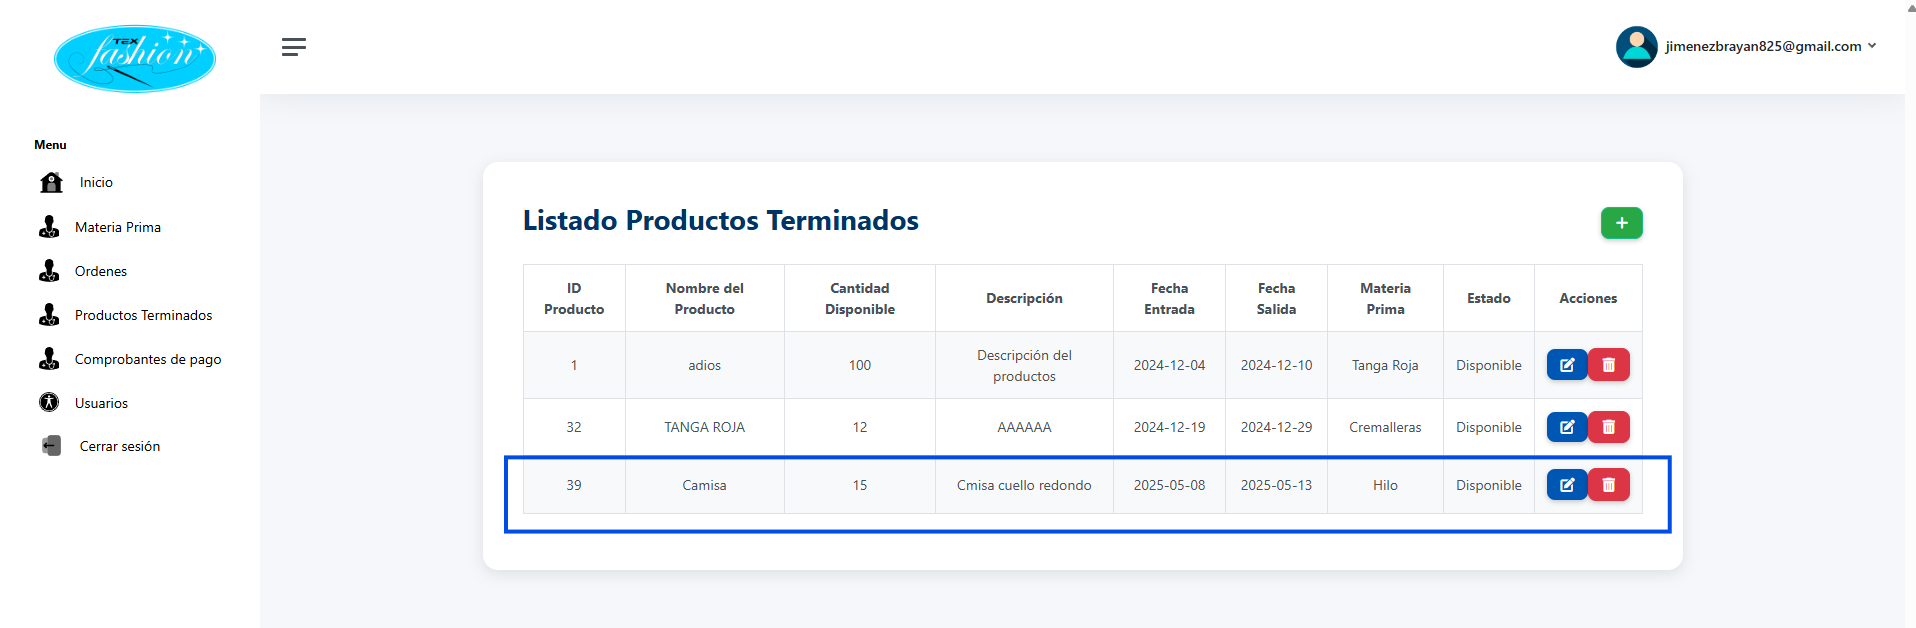 TEX
fashion
jimenezbrayan825@gmail.com
Menu
Inicio
Materia Prima
Ordenes
Productos Terminados
Comprobantes de pago
Usuarios
Cerrar sesión
Listado Productos Terminados
+
ID Producto Nombre del Producto Cantidad Disponible Descripción Fecha Entrada Fecha Salida Materia Prima Estado Acciones
1 adios 100 Descripción del productos 2024-12-04 2024-12-10 Tanga Roja Disponible
32 TANGA ROJA 12 AAAAAA 2024-12-19 2024-12-29 Cremalleras Disponible
39 Camisa 15 Cmisa cuello redondo 2025-05-08 2025-05-13 Hilo Disponible